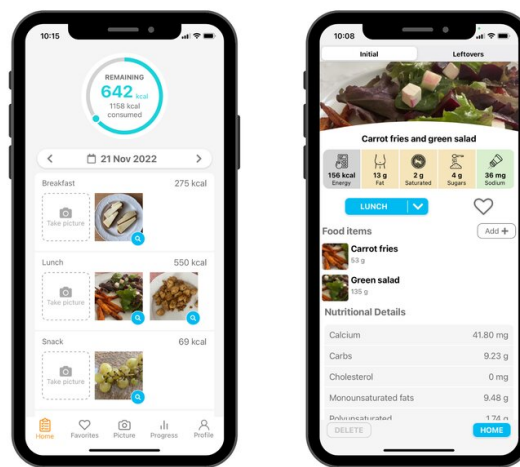 10:15
REMAINING
642 kcal
1158 kcal
consumed
21 Nov 2022
Breakfast 275 kcal
Take picture
Lunch 550 kcal
Take picture
Snack 69 kcal
Take picture
Home Favorites Picture Progress Profile
10:08
Initial Leftovers
Carrot fries and green salad
156 kcal 13 g 2 g 4 g 36 mg
Energy Fat Saturated Sugars Sodium
LUNCH
Food items Add +
Carrot fries
53 g
Green salad
135 g
Nutritional Details
Calcium 41.80 mg
Carbs 9.23 g
Cholesterol 0 mg
Monounsaturated fats 9.48 g
Polyunsaturated 1.74 g
DELETE HOME